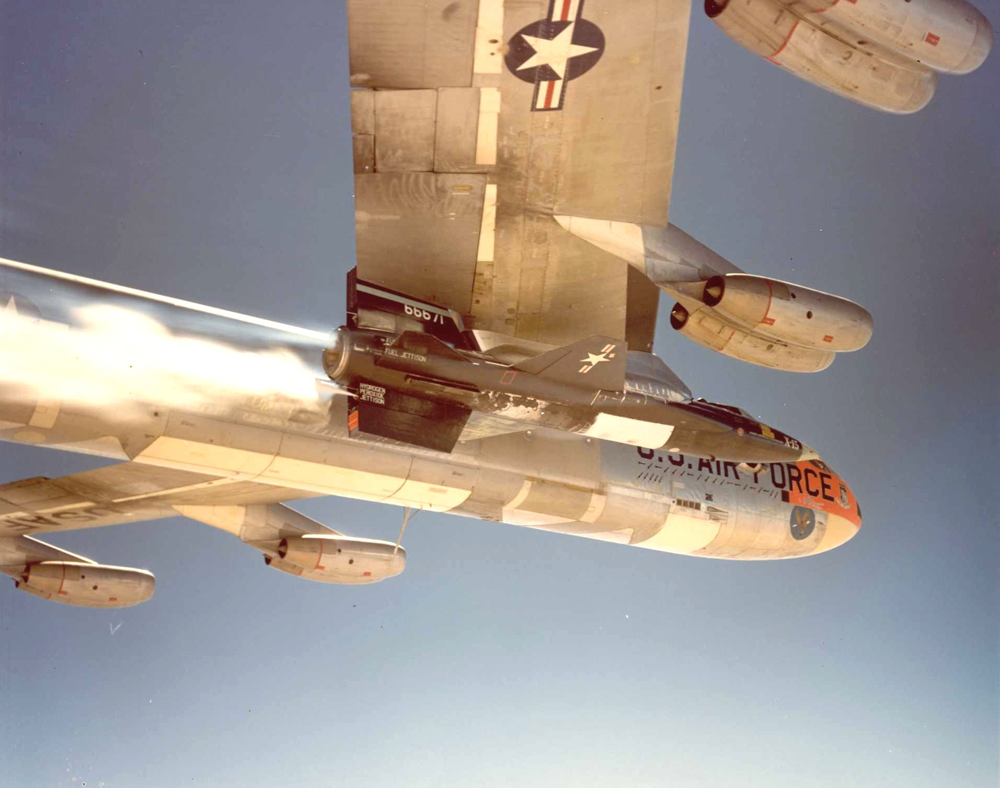 66671
FUEL JETTISON
HYDROGEN
PEROXIDE
JETTISON
X-15
U.S. AIR FORCE
USAF